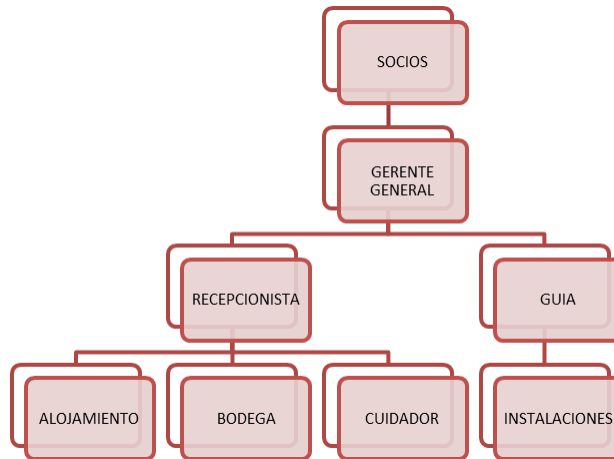 SOCIOS
GERENTE
GENERAL
RECEPCIONISTA
GUIA
ALOJAMIENTO
BODEGA
CUIDADOR
INSTALACIONES